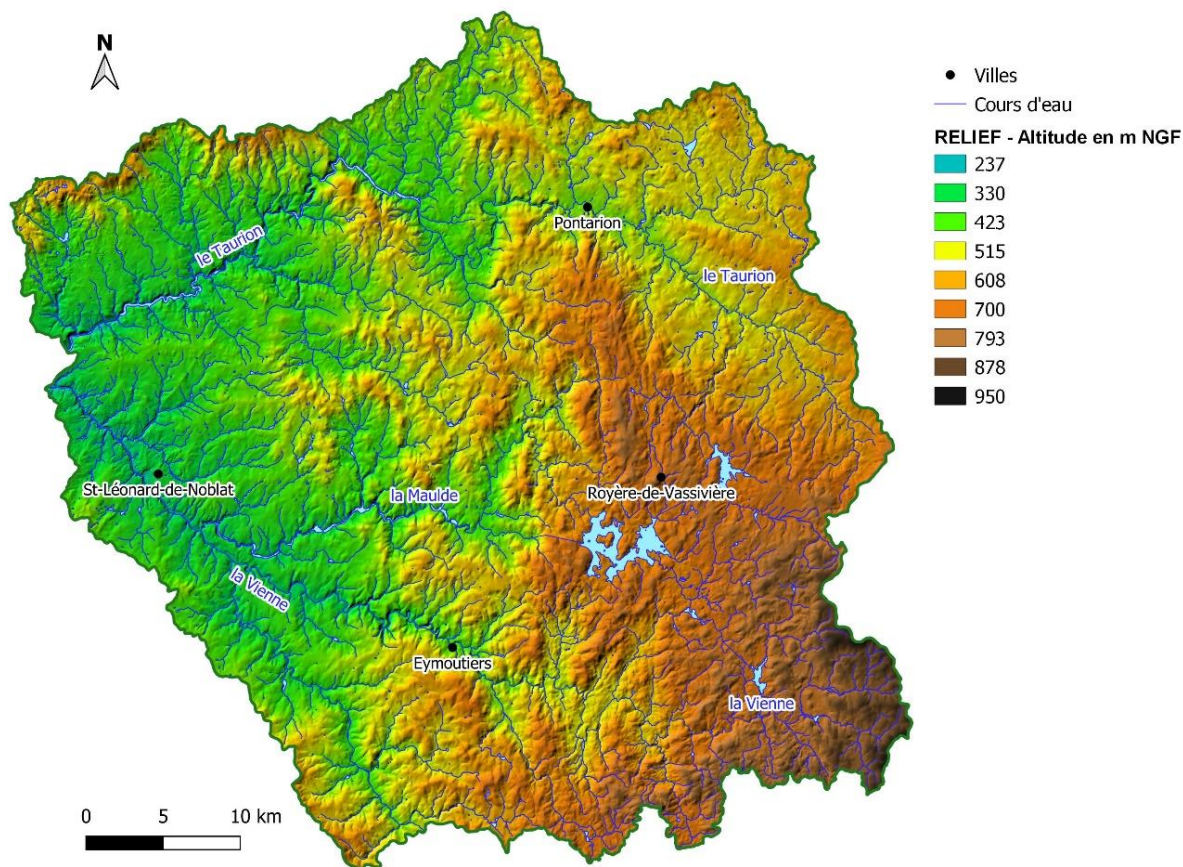 N
Villes
Cours d'eau
RELIEF - Altitude en m NGF
237
330
423
515
608
700
793
878
950
Pontarion
le Taurion
le Taurion
St-Léonard-de-Noblat
la Maulde
Royère-de-Vassivière
la Vienne
Eymoutiers
la Vienne
0 5 10 km